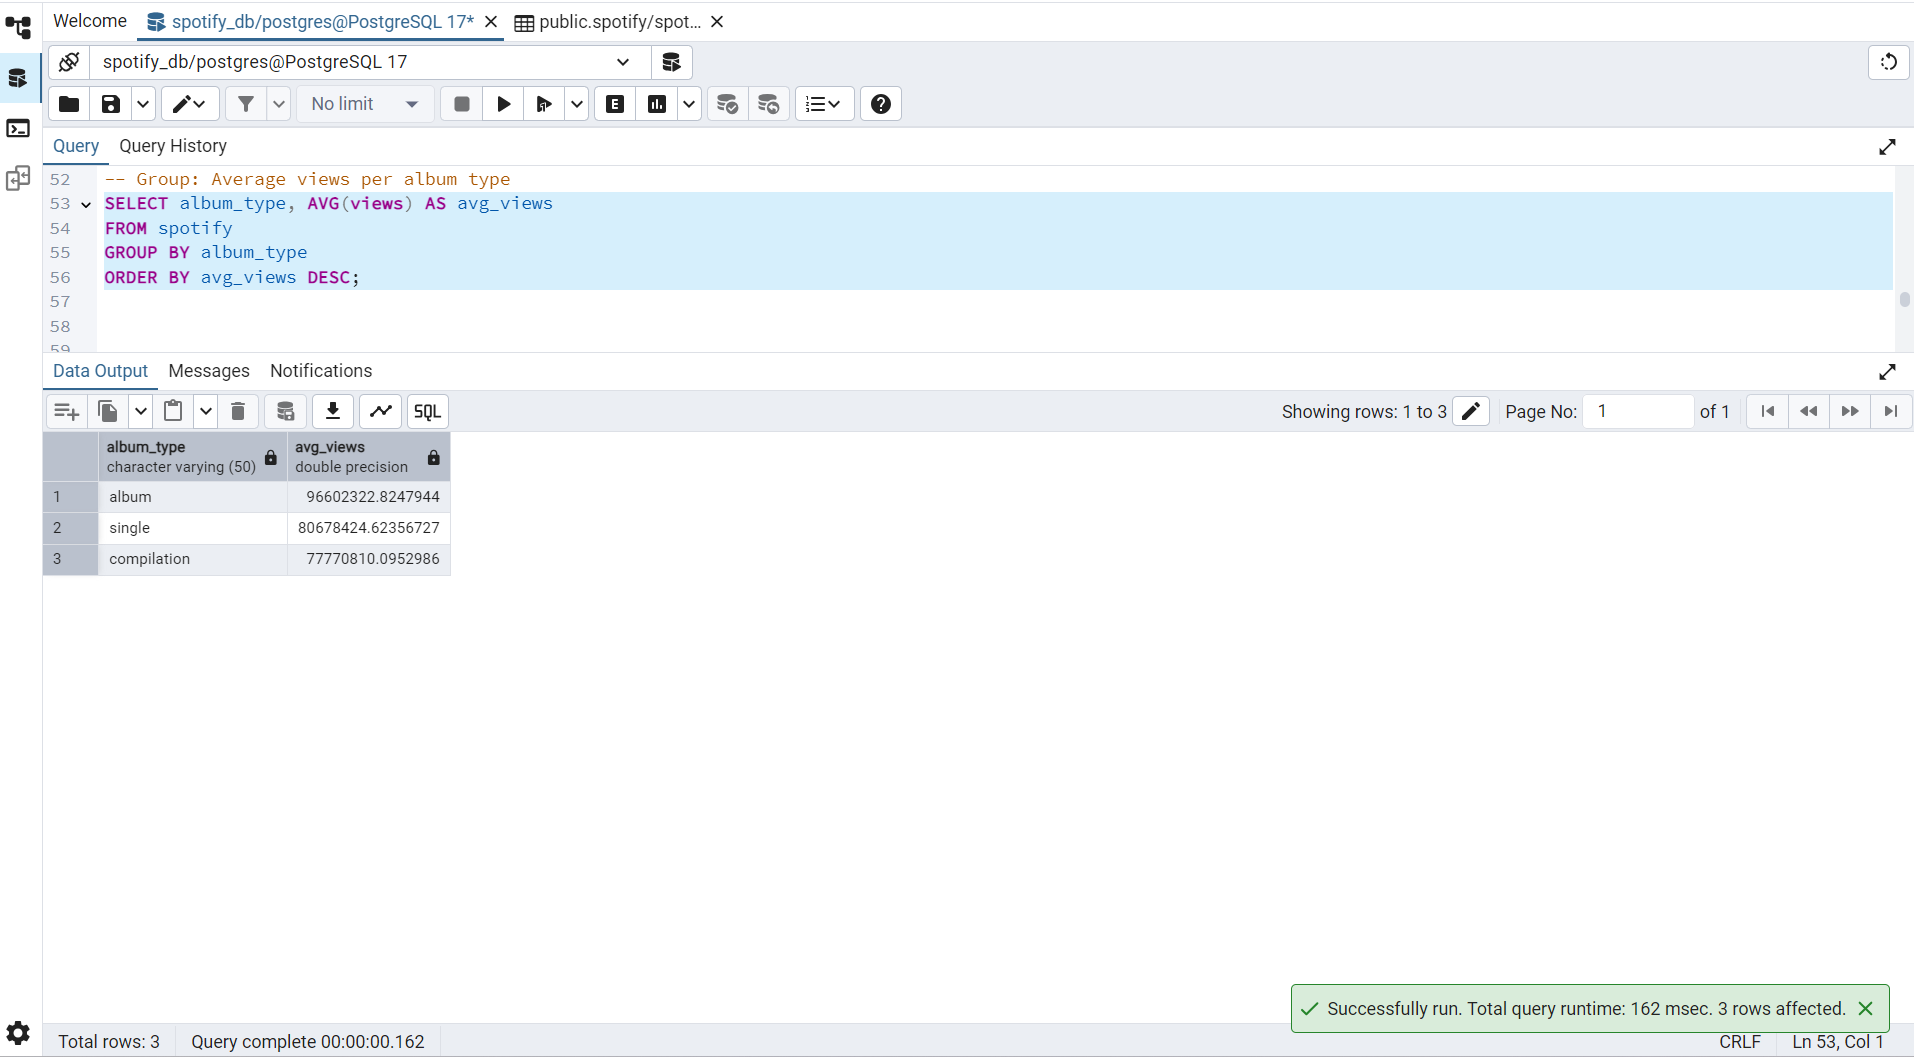 Welcome
spotify_db/postgres@PostgreSQL 17*
public.spotify/spot...
spotify_db/postgres@PostgreSQL 17
No limit
E
Query
Query History
52 -- Group: Average views per album type
53 SELECT album_type, AVG(views) AS avg_views
54 FROM spotify
55 GROUP BY album_type
56 ORDER BY avg_views DESC;
57
58
59
Data Output
Messages
Notifications
SQL
Showing rows: 1 to 3
Page No: 1 of 1
album_type
character varying (50)
avg_views
double precision
1 album 96602322.8247944
2 single 80678424.62356727
3 compilation 77770810.0952986
Successfully run. Total query runtime: 162 msec. 3 rows affected.
Total rows: 3
Query complete 00:00:00.162
CRLF
Ln 53, Col 1